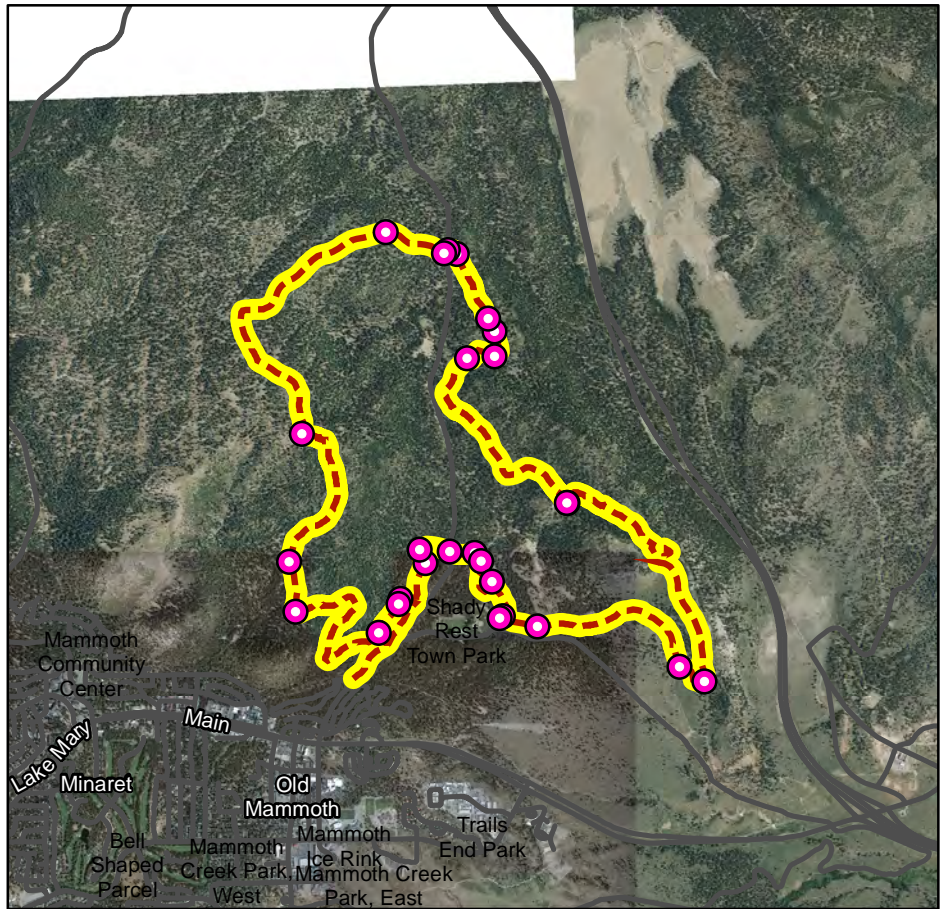 Shady
Rest
Town Park
Mammoth
Community
Center
Main
Lake Mary
Minaret
Old
Mammoth
Trails
End Park
Bell
Shaped
Parcel
Mammoth
Creek Park,
West
Mammoth
Ice Rink
Mammoth Creek
Park, East